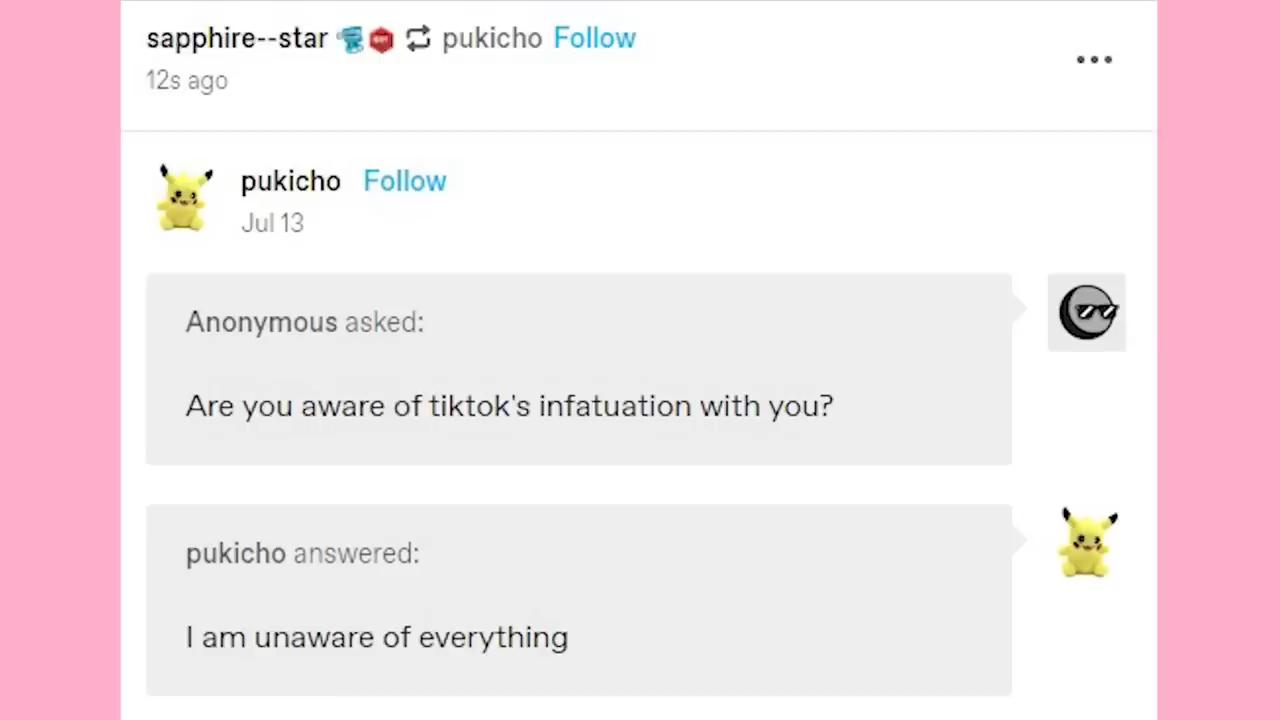 sapphire--star pukicho Follow
12s ago
pukicho Follow
Jul 13
Anonymous asked:
Are you aware of tiktok's infatuation with you?
pukicho answered:
I am unaware of everything